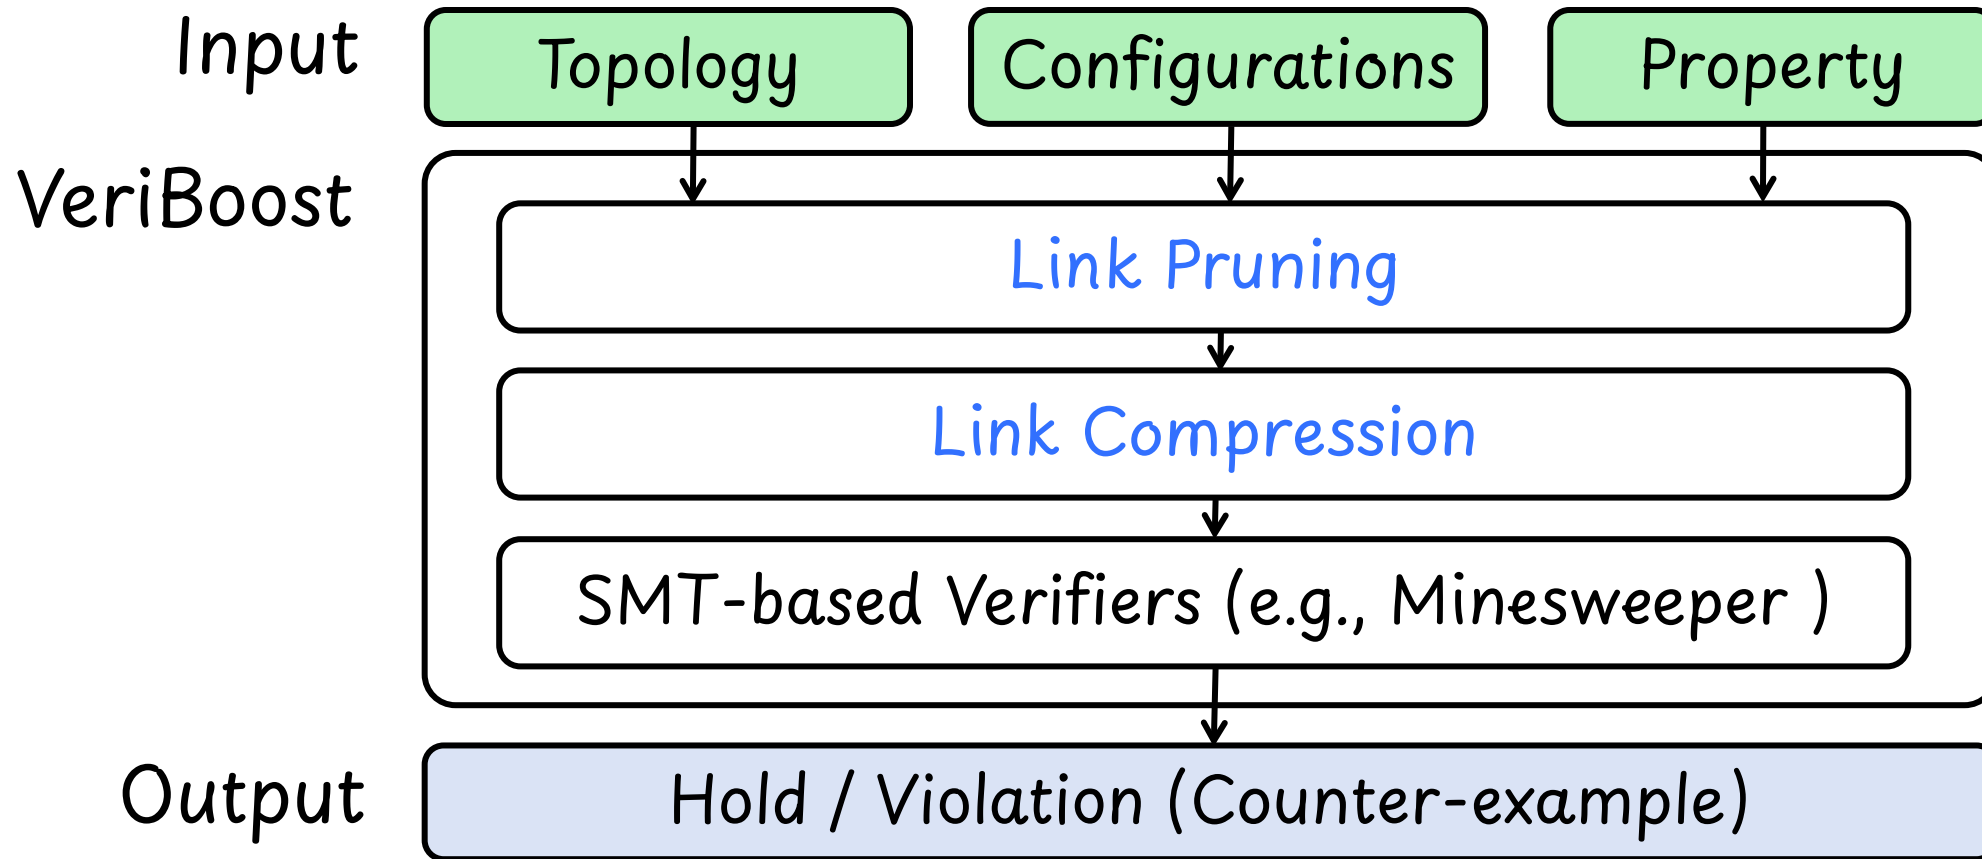 Input
Topology
Configurations
Property
VeriBoost
Link Pruning
Link Compression
SMT-based Verifiers (e.g., Minesweeper )
Output
Hold / Violation (Counter-example)